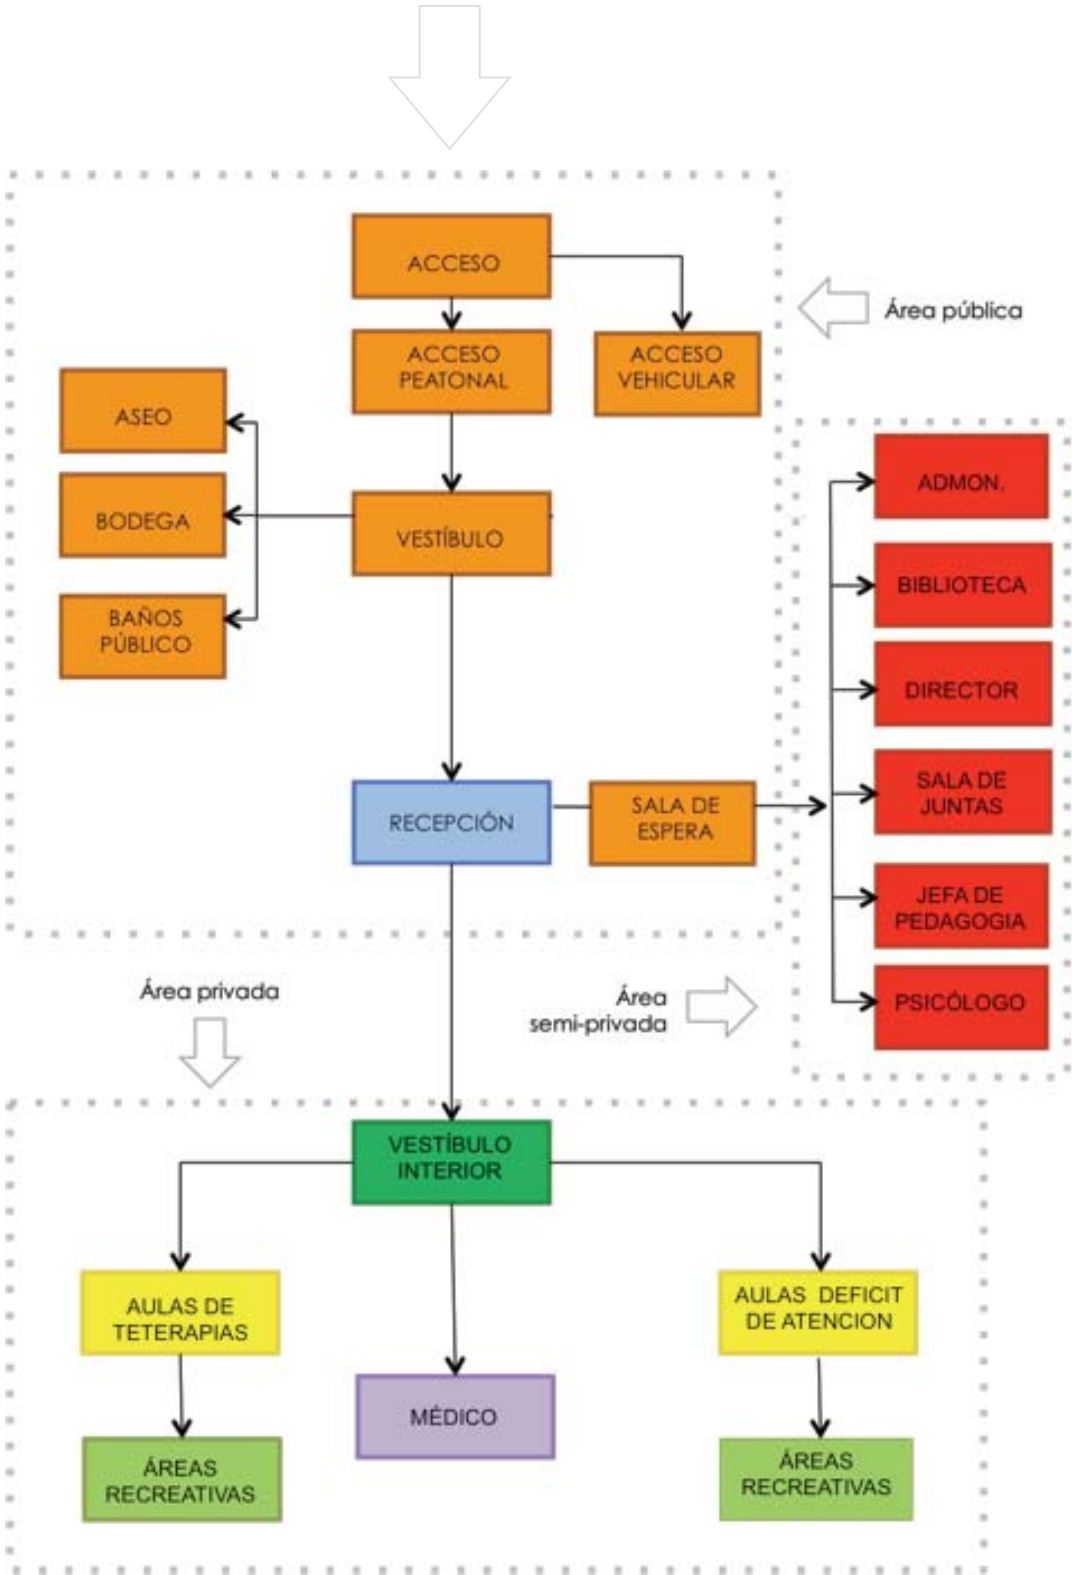 ACCESO
Área pública
ACCESO
PEATONAL
ACCESO
VEHICULAR
ASEO
BODEGA
BAÑOS
PÚBLICO
VESTÍBULO
ADMON.
BIBLIOTECA
DIRECTOR
SALA DE
JUNTAS
JEFA DE
PEDAGOGIA
PSICÓLOGO
RECEPCIÓN
SALA DE
ESPERA
Área privada
Área
semi-privada
VESTÍBULO
INTERIOR
AULAS DE
TETERAPIAS
AULAS DEFICIT
DE ATENCION
MÉDICO
ÁREAS
RECREATIVAS
ÁREAS
RECREATIVAS